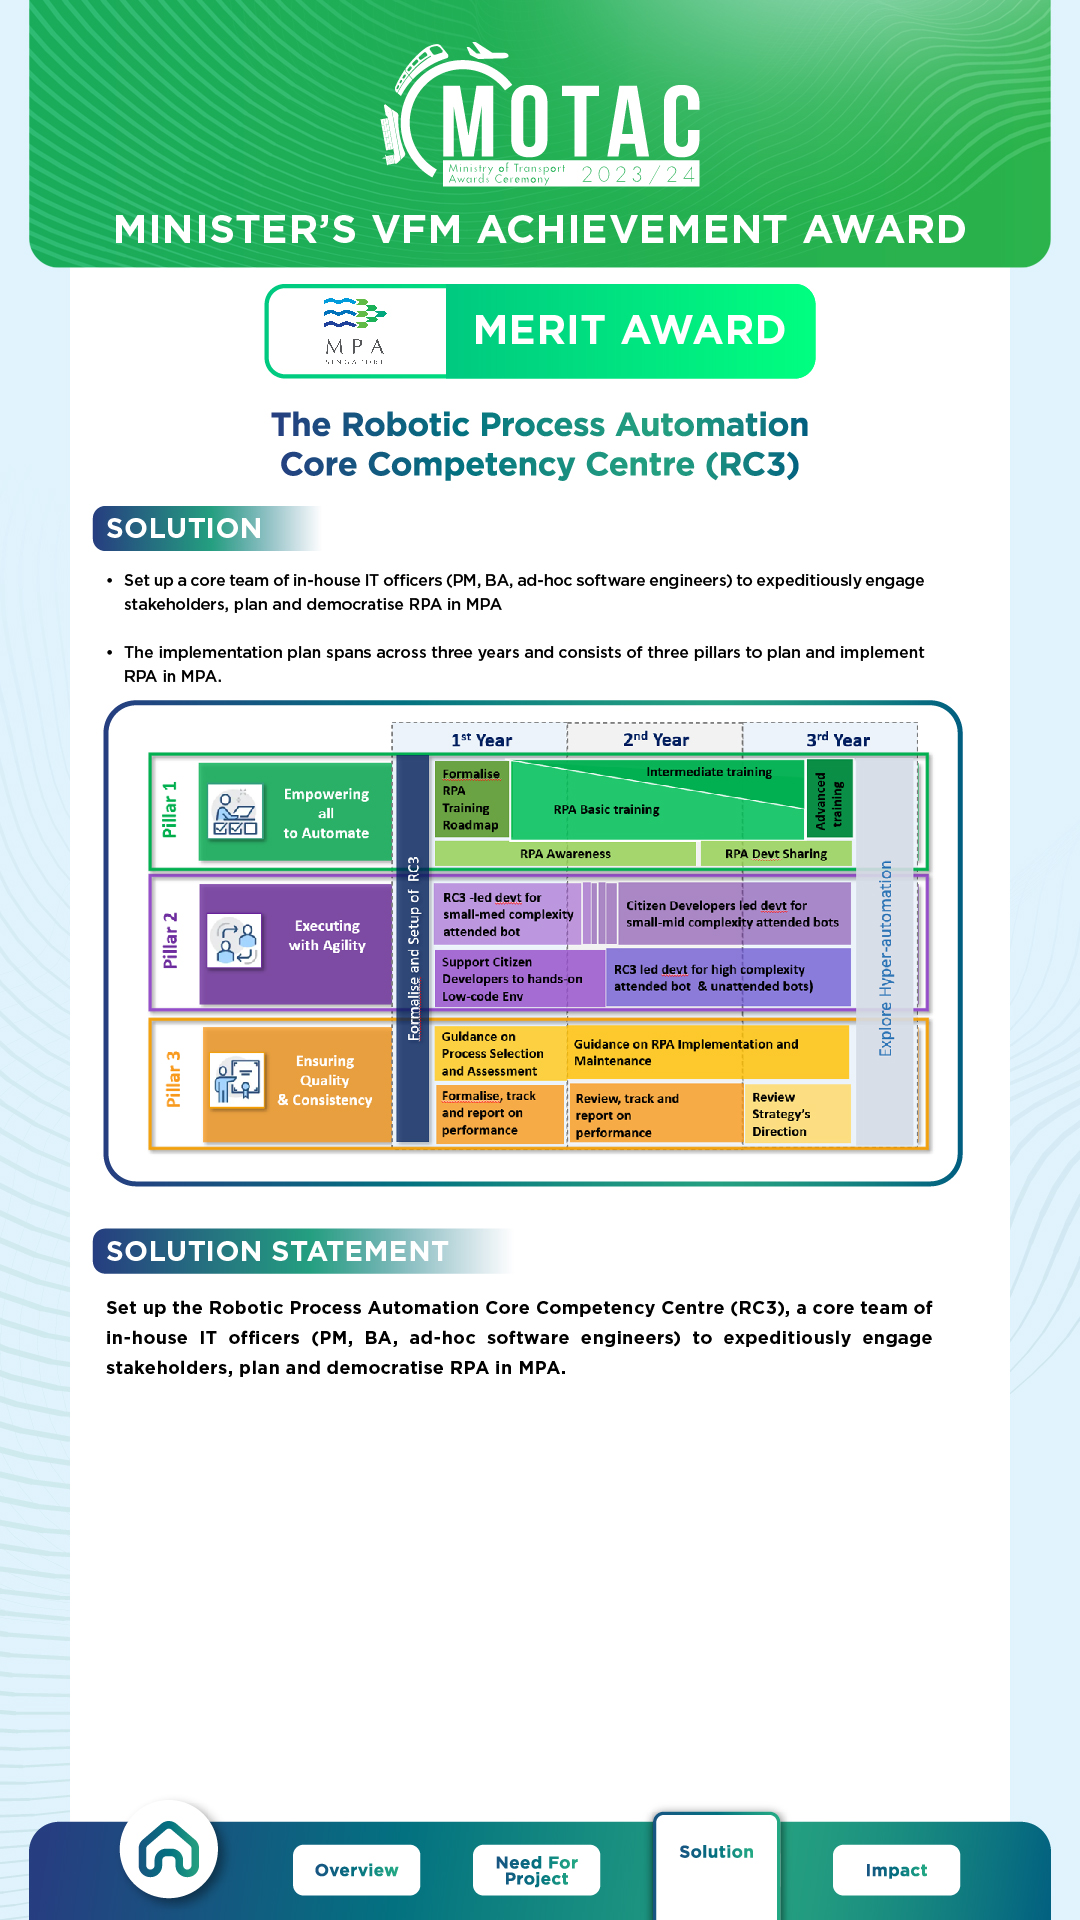 MOTAC
Ministry of Transport
Awards Ceremony
2023/24
MINISTER'S VFM ACHIEVEMENT AWARD
MPA
SINGAPORE
MERIT AWARD
The Robotic Process Automation
Core Competency Centre (RC3)
SOLUTION
• Set up a core team of in-house IT officers (PM, BA, ad-hoc software engineers) to expeditiously engage
stakeholders, plan and democratise RPA in MPA
• The implementation plan spans across three years and consists of three pillars to plan and implement
RPA in MPA.
1st Year
2nd Year
3rd Year
Pillar 1
Empowering
all
to Automate
Formalise and Setup of RC3
Formalise
RPA
Training
Roadmap
Intermediate training
RPA Basic training
Advanced
training
RPA Awareness
RPA Devt Sharing
Explore Hyper-automation
Pillar 2
Executing
with Agility
RC3 -led devt for
small-med complexity
attended bot
Citizen Developers led devt for
small-mid complexity attended bots
Support Citizen
Developers to hands-on
Low-code Env
RC3 led devt for high complexity
attended bot & unattended bots)
Pillar 3
Ensuring
Quality
& Consistency
Guidance on
Process Selection
and Assessment
Guidance on RPA Implementation and
Maintenance
Formalise, track
and report on
performance
Review, track and
report on
performance
Review
Strategy's
Direction
SOLUTION STATEMENT
Set up the Robotic Process Automation Core Competency Centre (RC3), a core team of
in-house IT officers (PM, BA, ad-hoc software engineers) to expeditiously engage
stakeholders, plan and democratise RPA in MPA.
Overview
Need For
Project
Solution
Impact